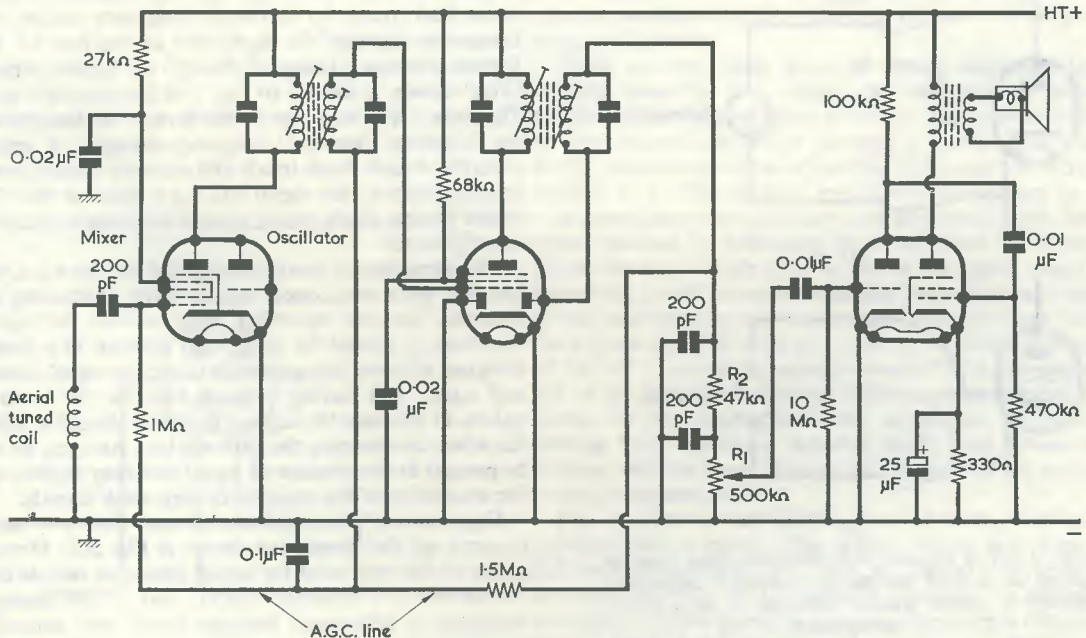 HT+
27kΩ
0·02µF
Mixer
Oscillator
200
pF
Aerial
tuned
coil
1MΩ
0·1µF
A.G.C. line
68kΩ
0·02
µF
1·5MΩ
200
pF
200
pF
R2
47kΩ
R1
500kΩ
0·01µF
10
MΩ
100kΩ
0·01
µF
25
µF
+
330Ω
470kΩ
−